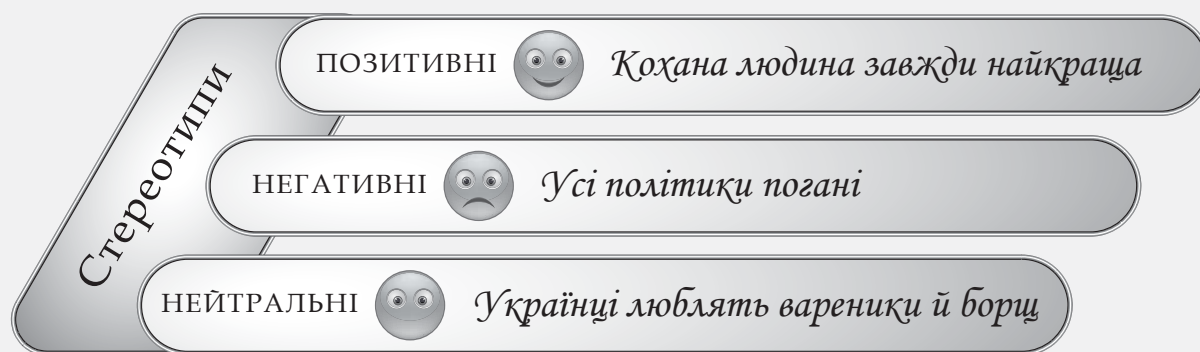 Стереотипи
ПОЗИТИВНІ Кохана людина завжди найкраща
НЕГАТИВНІ Усі політики погані
НЕЙТРАЛЬНІ Українці люблять вареники й борщ